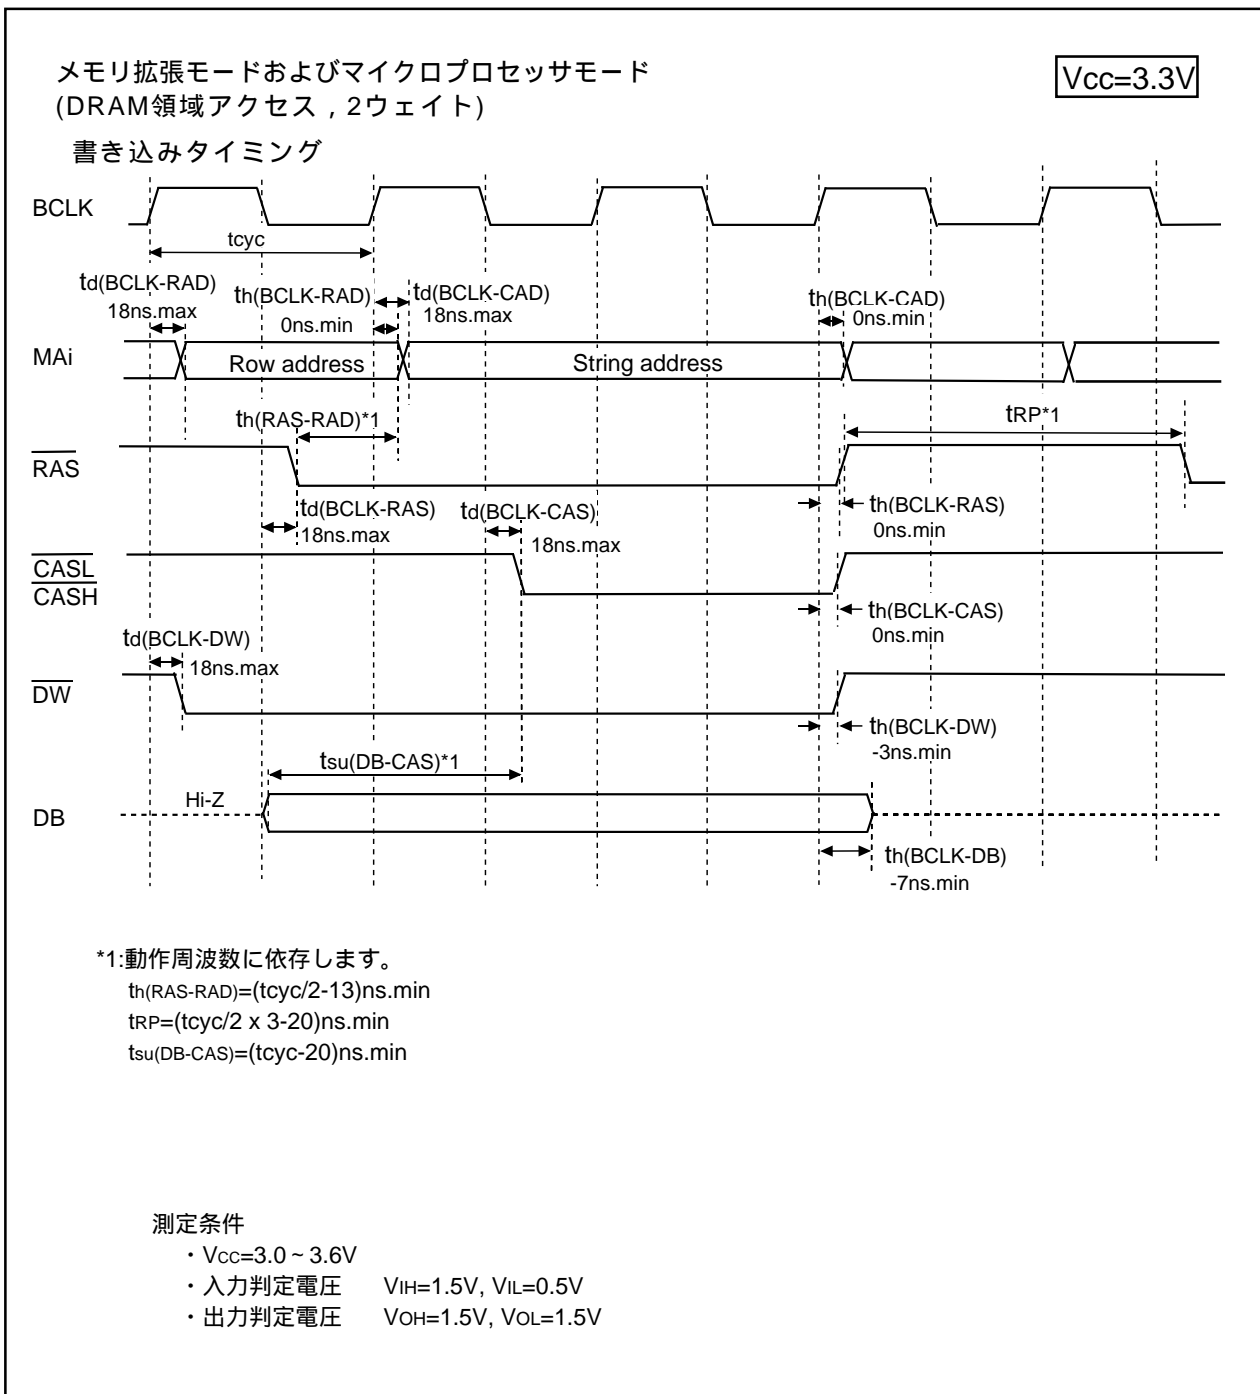 メモリ拡張モードおよびマイクロプロセッサモード
(DRAM領域アクセス，2ウェイト)
Vcc=3.3V
書き込みタイミング
BCLK
tcyc
td(BCLK-RAD)
18ns.max
th(BCLK-RAD)
0ns.min
td(BCLK-CAD)
18ns.max
th(BCLK-CAD)
0ns.min
MAi
Row address
String address
th(RAS-RAD)*1
tRP*1
RAS
td(BCLK-RAS)
18ns.max
td(BCLK-CAS)
18ns.max
th(BCLK-RAS)
0ns.min
CASL
CASH
th(BCLK-CAS)
0ns.min
td(BCLK-DW)
18ns.max
DW
th(BCLK-DW)
-3ns.min
tsu(DB-CAS)*1
Hi-Z
DB
th(BCLK-DB)
-7ns.min
*1:動作周波数に依存します。
th(RAS-RAD)=(tcyc/2-13)ns.min
tRP=(tcyc/2 x 3-20)ns.min
tsu(DB-CAS)=(tcyc-20)ns.min
測定条件
・Vcc=3.0～3.6V
・入力判定電圧 VIH=1.5V, VIL=0.5V
・出力判定電圧 VOH=1.5V, VOL=1.5V